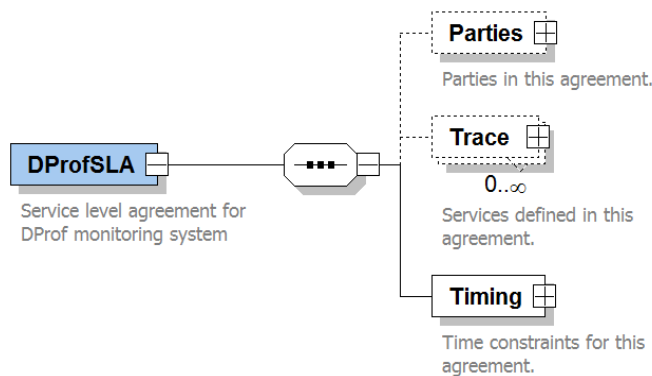 Parties
Parties in this agreement.
Trace
0..∞
Services defined in this
agreement.
DProfSLA
Service level agreement for
DProf monitoring system
Timing
Time constraints for this
agreement.